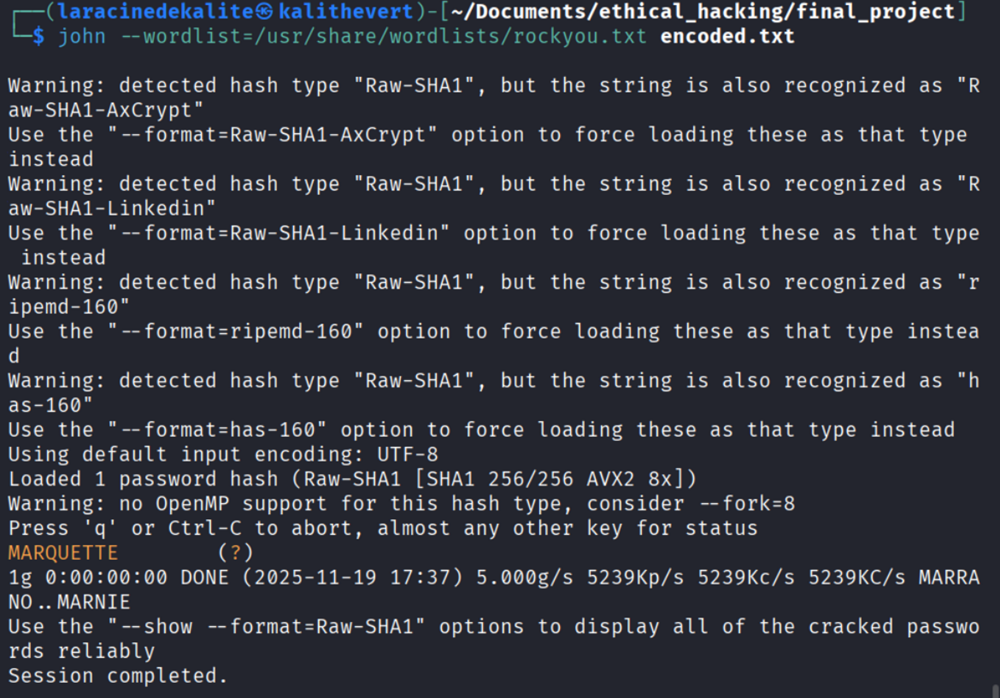 ┌──(laracinedekalite㉿kalithevert)-[~/Documents/ethical_hacking/final_project]
└─$ john --wordlist=/usr/share/wordlists/rockyou.txt encoded.txt
Warning: detected hash type "Raw-SHA1", but the string is also recognized as "R
aw-SHA1-AxCrypt"
Use the "--format=Raw-SHA1-AxCrypt" option to force loading these as that type
instead
Warning: detected hash type "Raw-SHA1", but the string is also recognized as "R
aw-SHA1-Linkedin"
Use the "--format=Raw-SHA1-Linkedin" option to force loading these as that type
 instead
Warning: detected hash type "Raw-SHA1", but the string is also recognized as "r
ipemd-160"
Use the "--format=ripemd-160" option to force loading these as that type instea
d
Warning: detected hash type "Raw-SHA1", but the string is also recognized as "h
as-160"
Use the "--format=has-160" option to force loading these as that type instead
Using default input encoding: UTF-8
Loaded 1 password hash (Raw-SHA1 [SHA1 256/256 AVX2 8x])
Warning: no OpenMP support for this hash type, consider --fork=8
Press 'q' or Ctrl-C to abort, almost any other key for status
MARQUETTE        (?)
1g 0:00:00:00 DONE (2025-11-19 17:37) 5.000g/s 5239Kp/s 5239Kc/s 5239KC/s MARRA
NO..MARNIE
Use the "--show --format=Raw-SHA1" options to display all of the cracked passwo
rds reliably
Session completed.